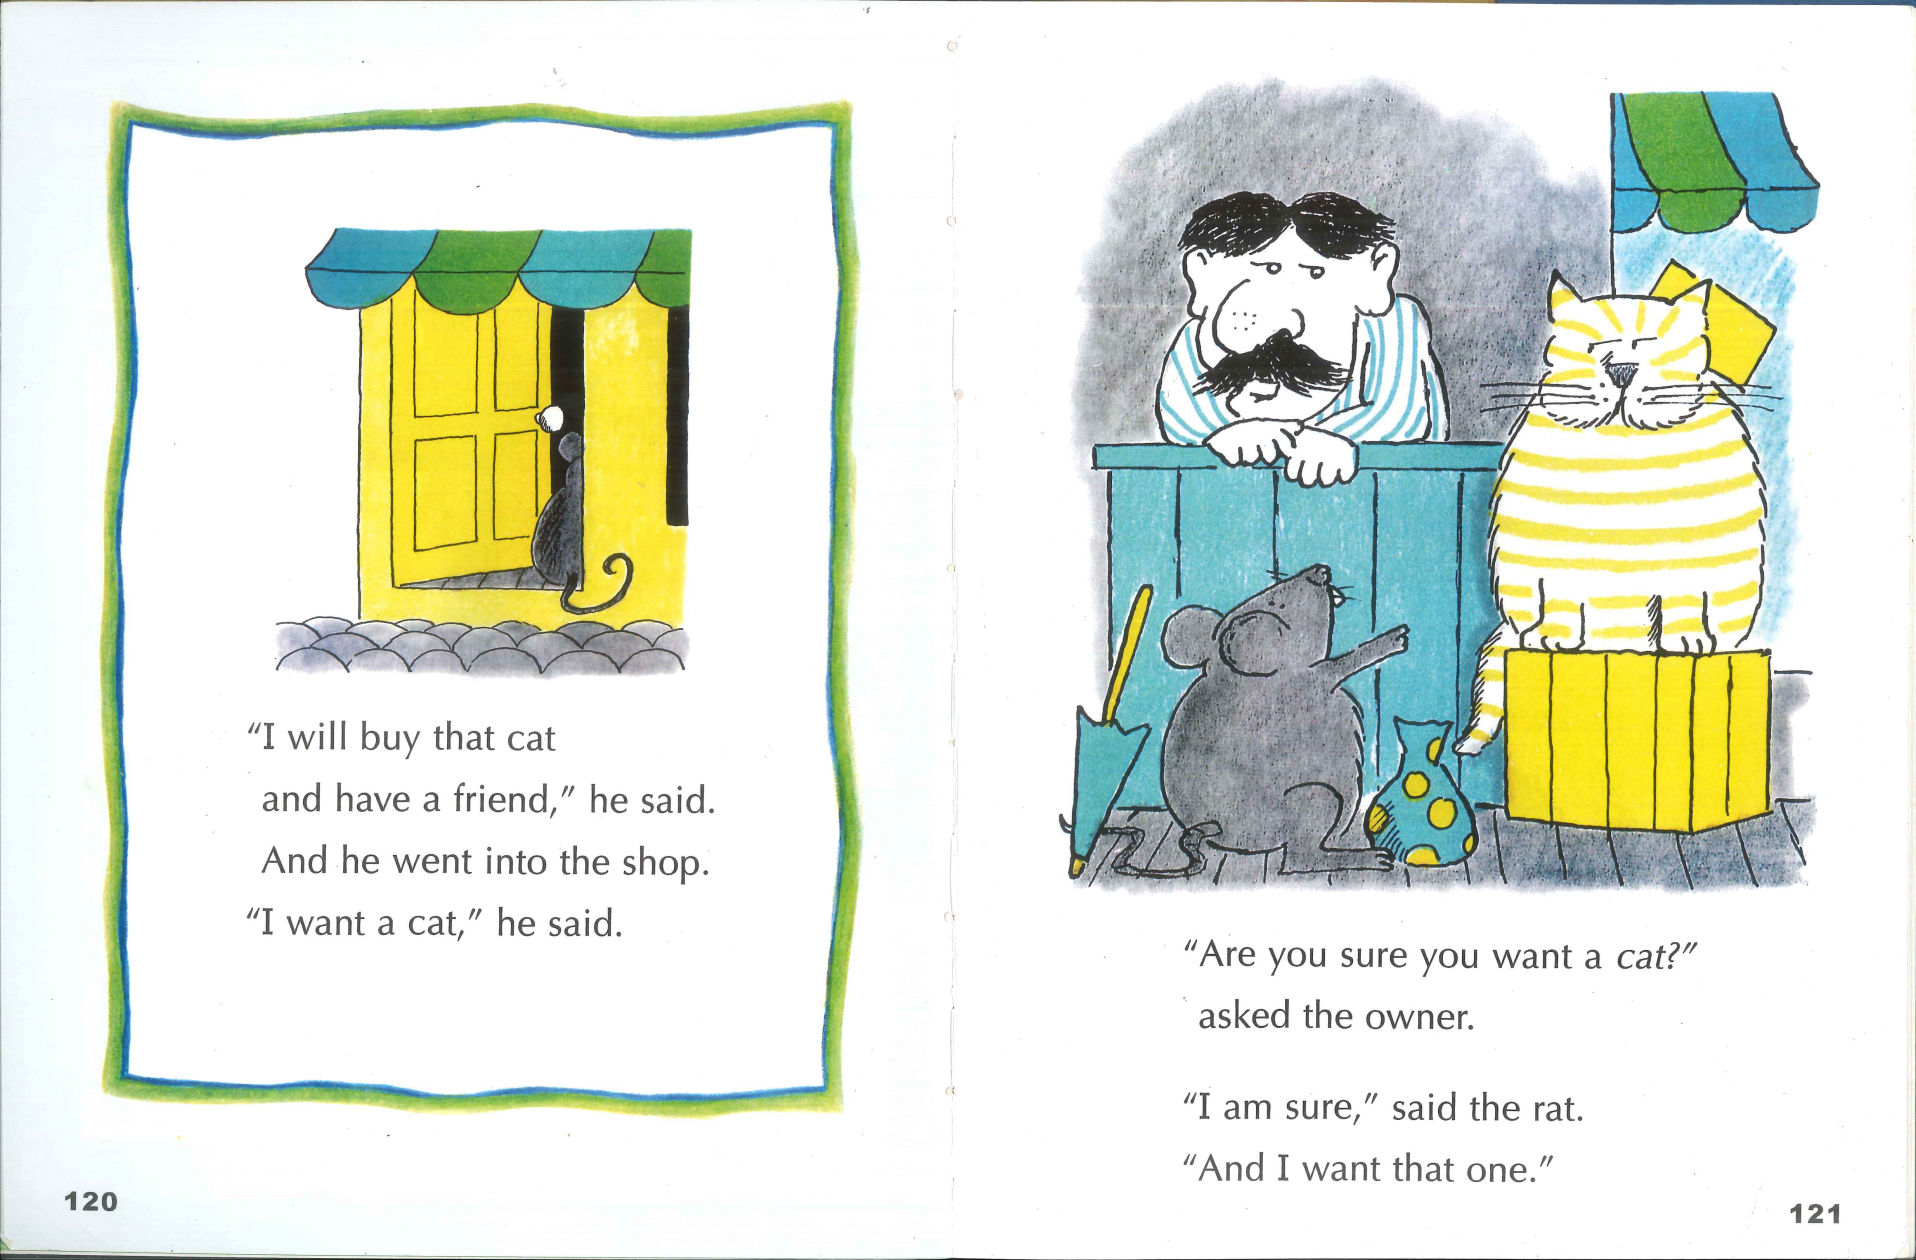 “I will buy that cat
and have a friend,” he said.
And he went into the shop.
“I want a cat,” he said.
120
“Are you sure you want a cat?”
asked the owner.
“I am sure,” said the rat.
“And I want that one.”
121